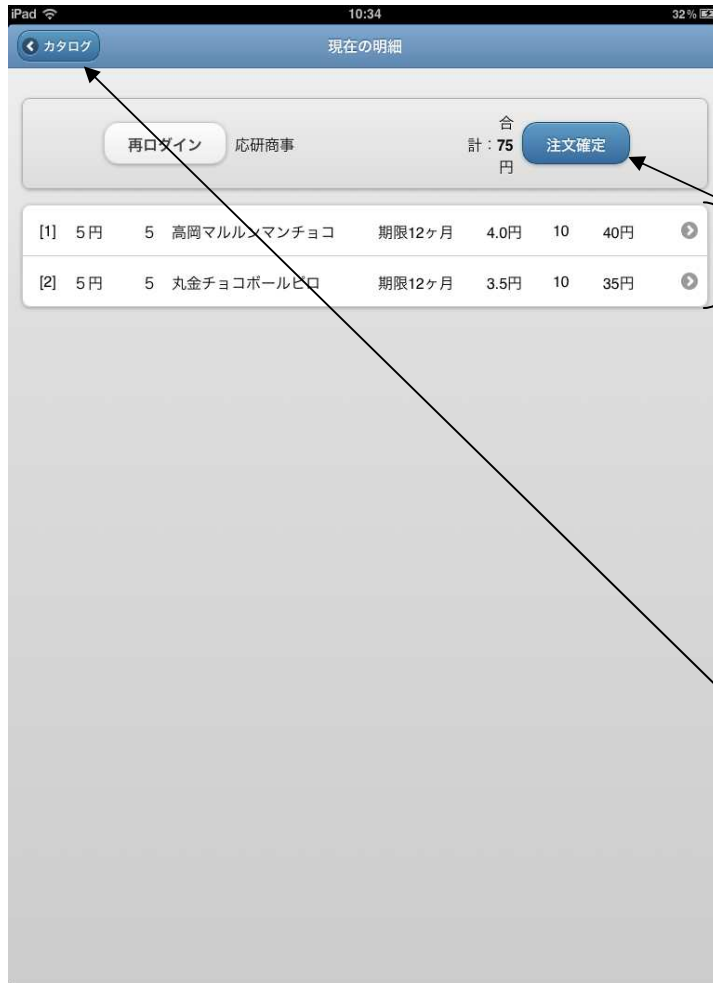 iPad 10:34 32%
カタログ 現在の明細
再ログイン 応研商事 合計：75円 注文確定
[1] 5円 5 高岡マルルンマンチョコ 期限12ヶ月 4.0円 10 40円
[2] 5円 5 丸金チョコボールピロ 期限12ヶ月 3.5円 10 35円